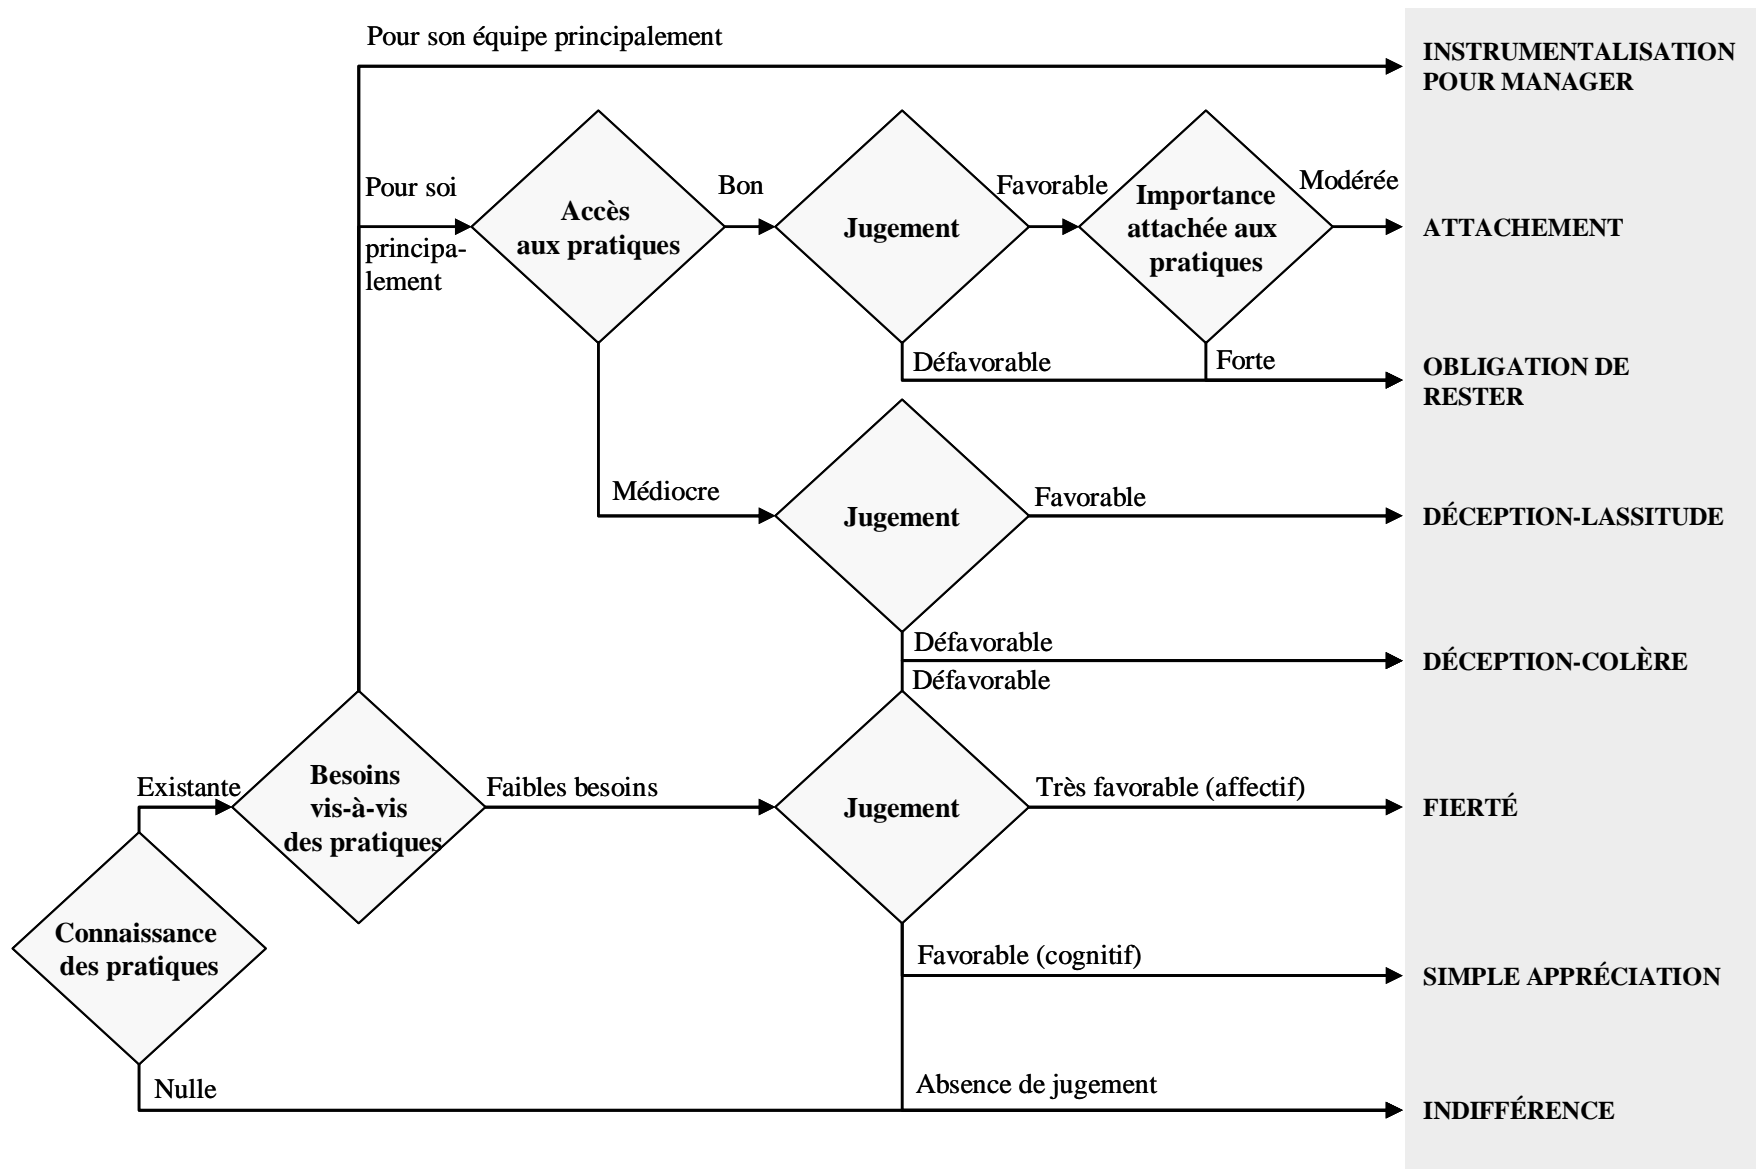 Pour son équipe principalement
INSTRUMENTALISATION
POUR MANAGER
Pour soi
principa-
lement
Accès
aux pratiques
Bon
Jugement
Favorable
Importance
attachée aux
pratiques
Modérée
ATTACHEMENT
Défavorable
Forte
OBLIGATION DE
RESTER
Médiocre
Jugement
Favorable
DÉCEPTION-LASSITUDE
Défavorable
DÉCEPTION-COLÈRE
Défavorable
Existante
Besoins
vis-à-vis
des pratiques
Faibles besoins
Jugement
Très favorable (affectif)
FIERTÉ
Connaissance
des pratiques
Favorable (cognitif)
SIMPLE APPRÉCIATION
Nulle
Absence de jugement
INDIFFÉRENCE